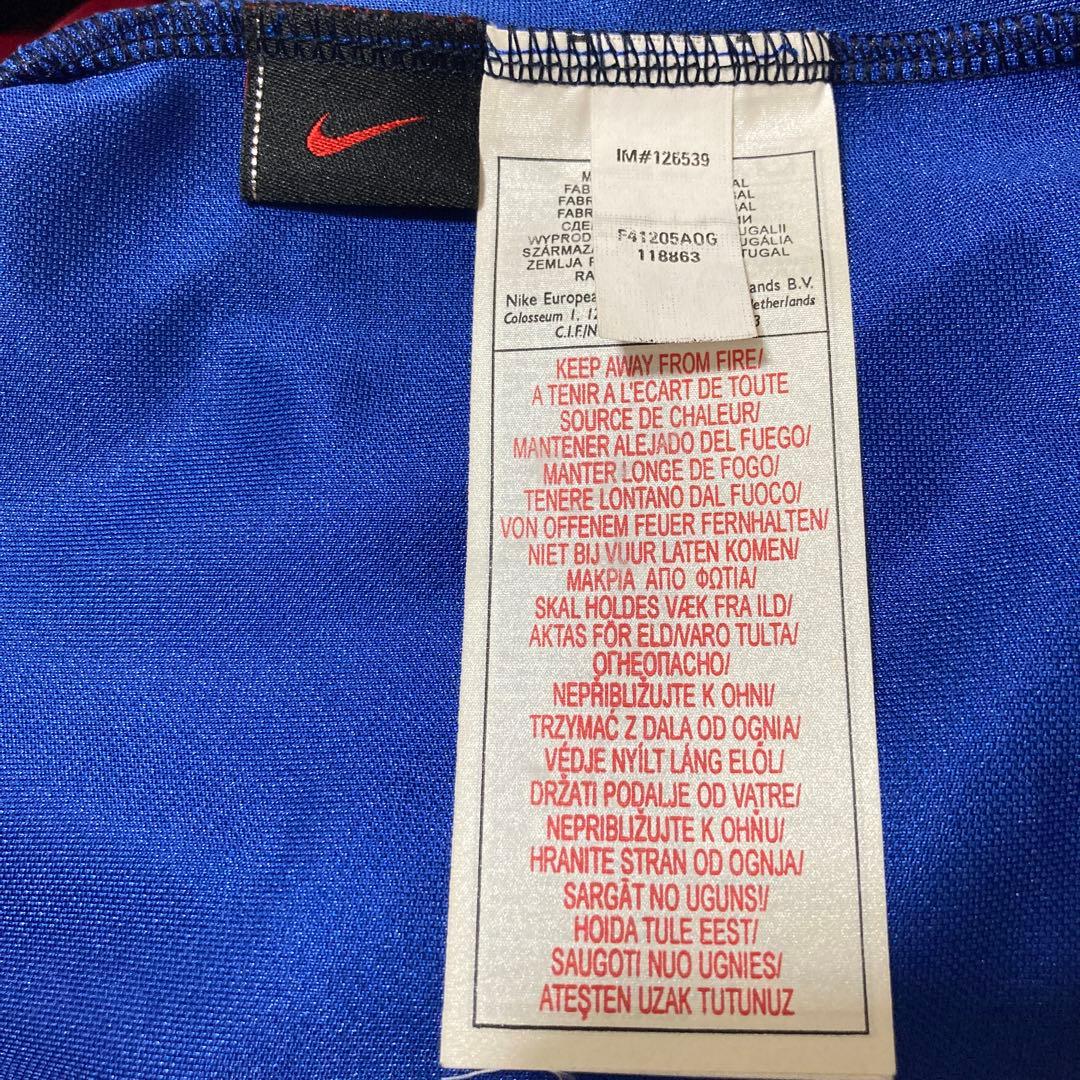 IM#126539
F41205AOG
118863
Nike
ands B.V.
Colosseum 1,
C.I.F/N
KEEP AWAY FROM FIRE/
A TENIR A L'ECART DE TOUTE
SOURCE DE CHALEUR/
MANTENER ALEJADO DEL FUEGO/
MANTER LONGE DE FOGO/
TENERE LONTANO DAL FUOCO/
VON OFFENEM FEUER FERNHALTEN/
NIET BIJ VUUR LATEN KOMEN/
ΜΑΚΡΙΑ ΑΠΟ ΦΩΤΙΑ/
SKAL HOLDES VÆK FRA ILD/
AKTAS FÖR ELD/VARO TULTA/
ОГНЕОПАСНО/
NEPŘIBLIŽUJTE K OHNI/
TRZYMAĆ Z DALA OD OGNIA/
VÉDJE NYÍLT LÁNG ELŐL/
DRŽATI PODALJE OD VATRE/
NEPRIBLIŽUJTE K OHŇU/
HRANITE STRAN OD OGNJA/
SARGĀT NO UGUNS!/
HOIDA TULE EEST/
SAUGOTI NUO UGNIES/
ATEŞTEN UZAK TUTUNUZ